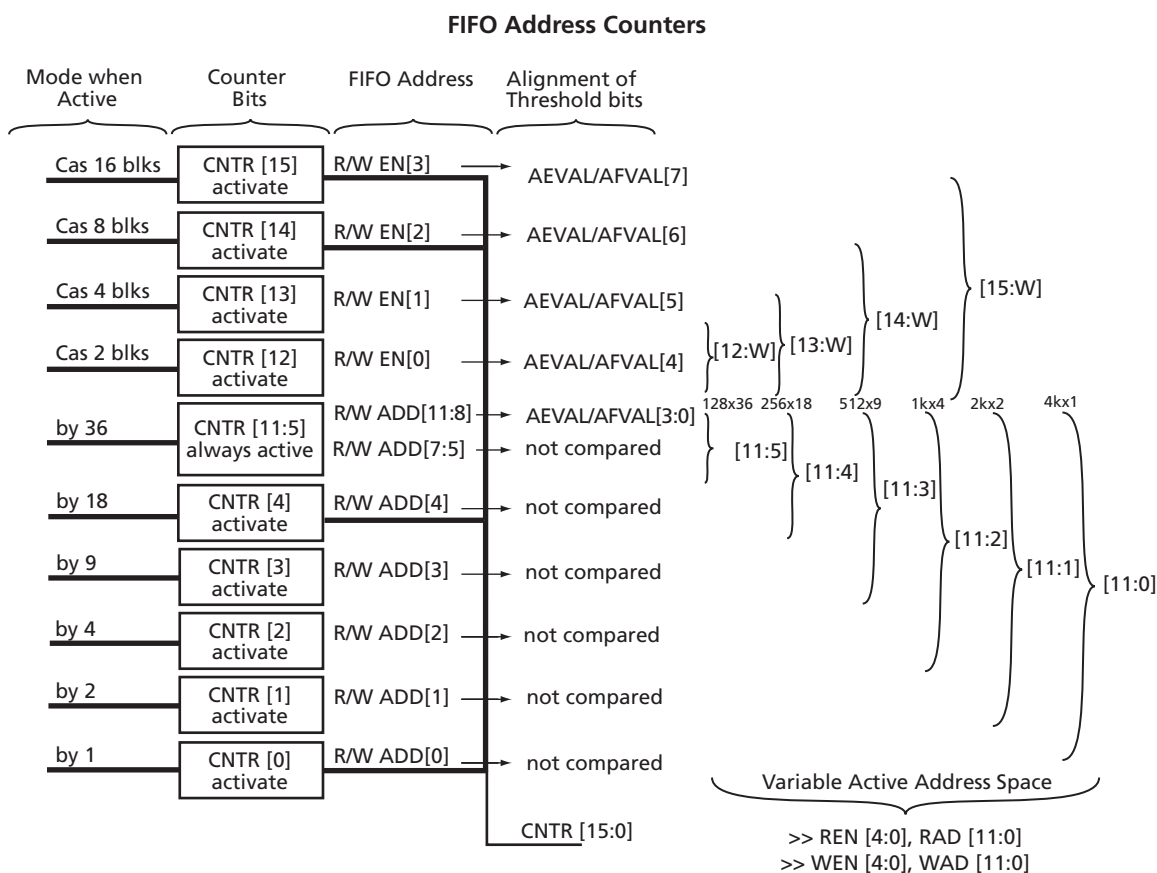 FIFO Address Counters
Mode when
Active
Counter
Bits
FIFO Address
Alignment of
Threshold bits
Cas 16 blks
CNTR [15]
activate
R/W EN[3]
AEVAL/AFVAL[7]
Cas 8 blks
CNTR [14]
activate
R/W EN[2]
AEVAL/AFVAL[6]
Cas 4 blks
CNTR [13]
activate
R/W EN[1]
AEVAL/AFVAL[5]
Cas 2 blks
CNTR [12]
activate
R/W EN[0]
AEVAL/AFVAL[4]
[12:W]
[13:W]
[14:W]
[15:W]
by 36
CNTR [11:5]
always active
R/W ADD[11:8]
AEVAL/AFVAL[3:0]
R/W ADD[7:5]
not compared
128x36
256x18
512x9
1kx4
2kx2
4kx1
[11:5]
[11:4]
[11:3]
[11:2]
[11:1]
[11:0]
by 18
CNTR [4]
activate
R/W ADD[4]
not compared
by 9
CNTR [3]
activate
R/W ADD[3]
not compared
by 4
CNTR [2]
activate
R/W ADD[2]
not compared
by 2
CNTR [1]
activate
R/W ADD[1]
not compared
by 1
CNTR [0]
activate
R/W ADD[0]
not compared
CNTR [15:0]
Variable Active Address Space
>> REN [4:0], RAD [11:0]
>> WEN [4:0], WAD [11:0]